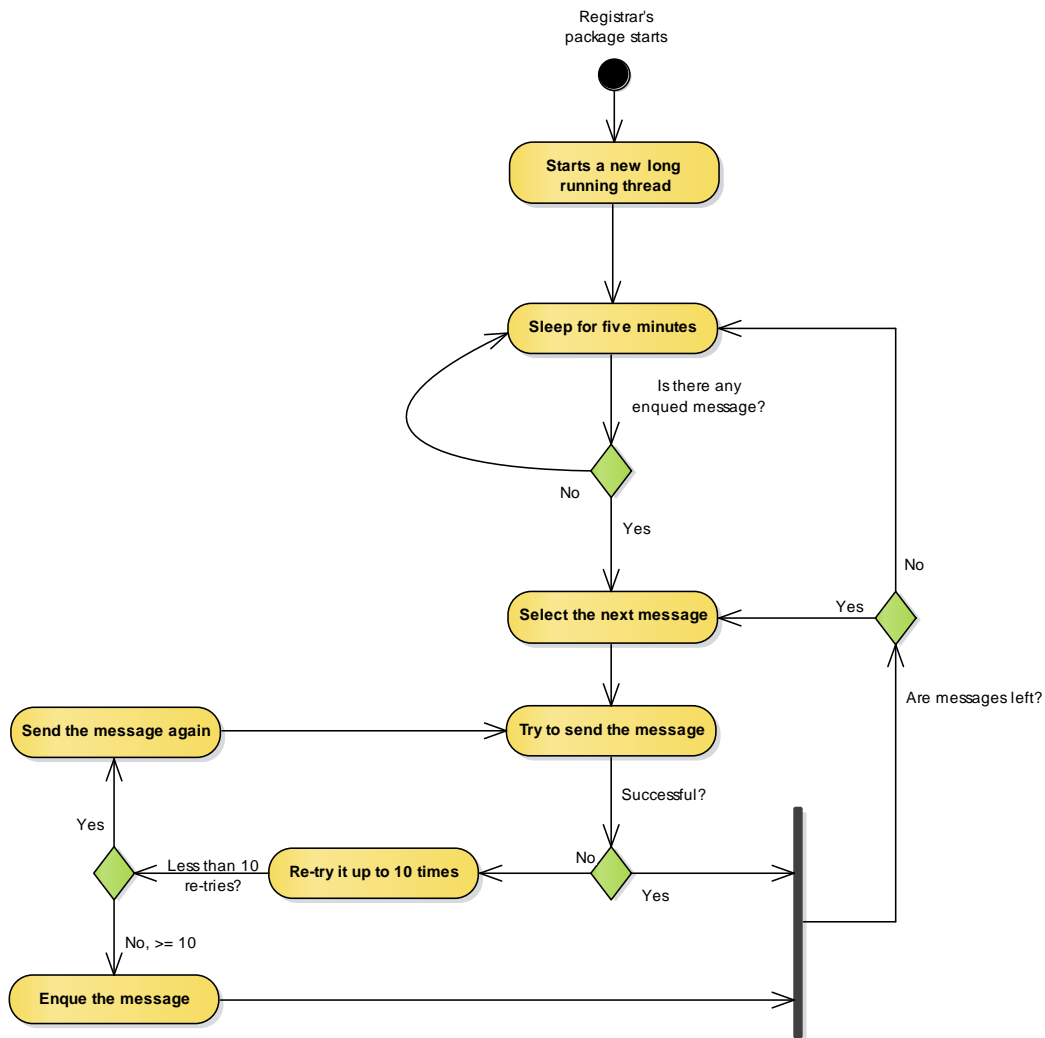 Registrar's
package starts
Starts a new long
running thread
Sleep for five minutes
Is there any
enqued message?
No
Yes
No
Select the next message
Yes
Are messages left?
Send the message again
Try to send the message
Successful?
Yes
Less than 10
re-tries?
Re-try it up to 10 times
No
Yes
No, >= 10
Enque the message